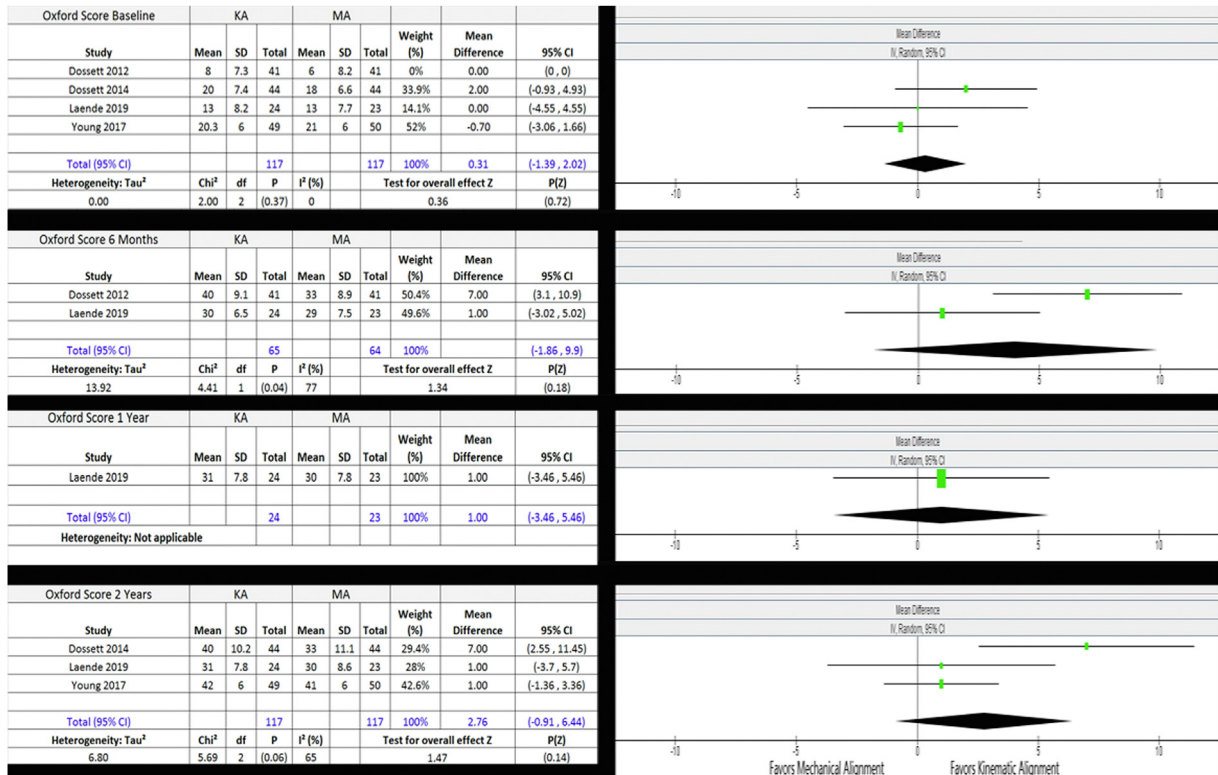 Oxford Score Baseline KA MA
Study Mean SD Total Mean SD Total Weight (%) Mean Difference 95% CI
Dossett 2012 8 7.3 41 6 8.2 41 0% 0.00 (0 , 0)
Dossett 2014 20 7.4 44 18 6.6 44 33.9% 2.00 (-0.93 , 4.93)
Laende 2019 13 8.2 24 13 7.7 23 14.1% 0.00 (-4.55 , 4.55)
Young 2017 20.3 6 49 21 6 50 52% -0.70 (-3.06 , 1.66)
Total (95% CI) 117 117 100% 0.31 (-1.39 , 2.02)
Heterogeneity: Tau² Chi² df P I² (%) Test for overall effect Z P(Z)
0.00 2.00 2 (0.37) 0 0.36 (0.72)
Mean Difference
IV, Random, 95% CI
-10 -5 0 5 10
Oxford Score 6 Months KA MA
Study Mean SD Total Mean SD Total Weight (%) Mean Difference 95% CI
Dossett 2012 40 9.1 41 33 8.9 41 50.4% 7.00 (3.1 , 10.9)
Laende 2019 30 6.5 24 29 7.5 23 49.6% 1.00 (-3.02 , 5.02)
Total (95% CI) 65 64 100% (-1.86 , 9.9)
Heterogeneity: Tau² Chi² df P I² (%) Test for overall effect Z P(Z)
13.92 4.41 1 (0.04) 77 1.34 (0.18)
Mean Difference
IV, Random, 95% CI
-10 -5 0 5 10
Oxford Score 1 Year KA MA
Study Mean SD Total Mean SD Total Weight (%) Mean Difference 95% CI
Laende 2019 31 7.8 24 30 7.8 23 100% 1.00 (-3.46 , 5.46)
Total (95% CI) 24 23 100% 1.00 (-3.46 , 5.46)
Heterogeneity: Not applicable
Mean Difference
IV, Random, 95% CI
-10 -5 0 5 10
Oxford Score 2 Years KA MA
Study Mean SD Total Mean SD Total Weight (%) Mean Difference 95% CI
Dossett 2014 40 10.2 44 33 11.1 44 29.4% 7.00 (2.55 , 11.45)
Laende 2019 31 7.8 24 30 8.6 23 28% 1.00 (-3.7 , 5.7)
Young 2017 42 6 49 41 6 50 42.6% 1.00 (-1.36 , 3.36)
Total (95% CI) 117 117 100% 2.76 (-0.91 , 6.44)
Heterogeneity: Tau² Chi² df P I² (%) Test for overall effect Z P(Z)
6.80 5.69 2 (0.06) 65 1.47 (0.14)
Mean Difference
IV, Random, 95% CI
-10 -5 0 5 10
Favors Mechanical Alignment Favors Kinematic Alignment